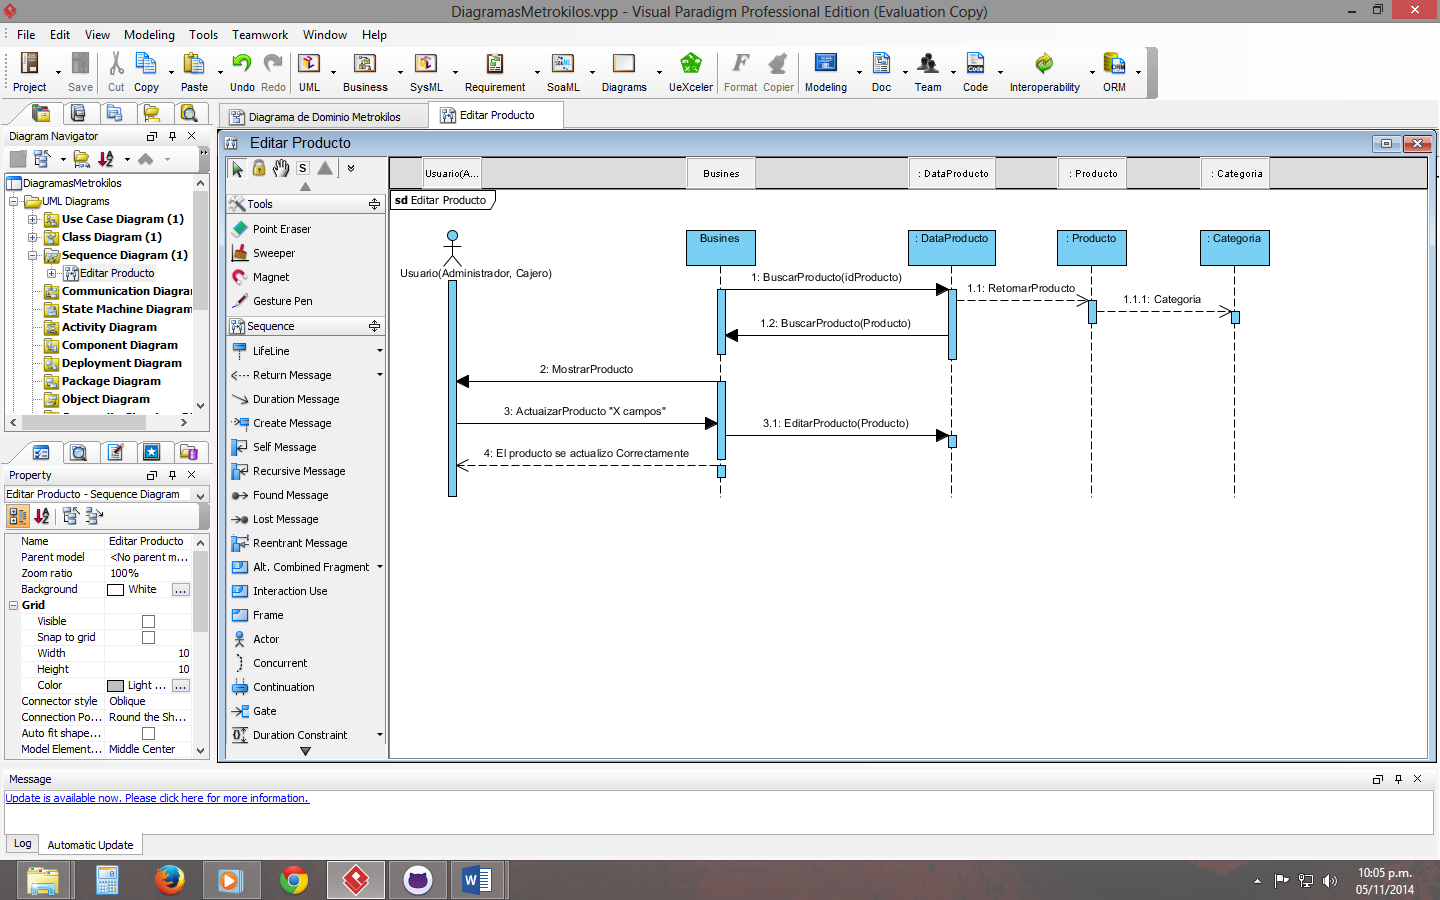 DiagramasMetrokilos.vpp - Visual Paradigm Professional Edition (Evaluation Copy)
File Edit View Modeling Tools Teamwork Window Help
Project Save Cut Copy Paste Undo Redo UML Business SysML Requirement SoaML Diagrams UeXceler Format Copier Modeling Doc Team Code Interoperability ORM
Diagrama de Dominio Metrokilos
Editar Producto
Diagram Navigator
DiagramasMetrokilos
UML Diagrams
Use Case Diagram (1)
Class Diagram (1)
Sequence Diagram (1)
Editar Producto
Communication Diagrar
State Machine Diagram
Activity Diagram
Component Diagram
Deployment Diagram
Package Diagram
Object Diagram
Property
Editar Producto - Sequence Diagram
Name Editar Producto
Parent model <No parent m...
Zoom ratio 100%
Background White ...
Grid
Visible
Snap to grid
Width 10
Height 10
Color Light ... ...
Connector style Oblique
Connection Po... Round the Sh...
Auto fit shape...
Model Element... Middle Center
Editar Producto
S
Tools
Point Eraser
Sweeper
Magnet
Gesture Pen
Sequence
LifeLine
Return Message
Duration Message
Create Message
Self Message
Recursive Message
Found Message
Lost Message
Reentrant Message
Alt. Combined Fragment
Interaction Use
Frame
Actor
Concurrent
Continuation
Gate
Duration Constraint
Usuario(A... Busines : DataProducto : Producto : Categoria
sd Editar Producto
Busines : DataProducto : Producto : Categoria
Usuario(Administrador, Cajero)
1: BuscarProducto(idProducto)
1.1: RetornarProducto
1.1.1: Categoria
1.2: BuscarProducto(Producto)
2: MostrarProducto
3: ActuaizarProducto "X campos"
3.1: EditarProducto(Producto)
4: El producto se actualizo Correctamente
Message
Update is available now. Please click here for more information.
Log Automatic Update
10:05 p.m.
05/11/2014